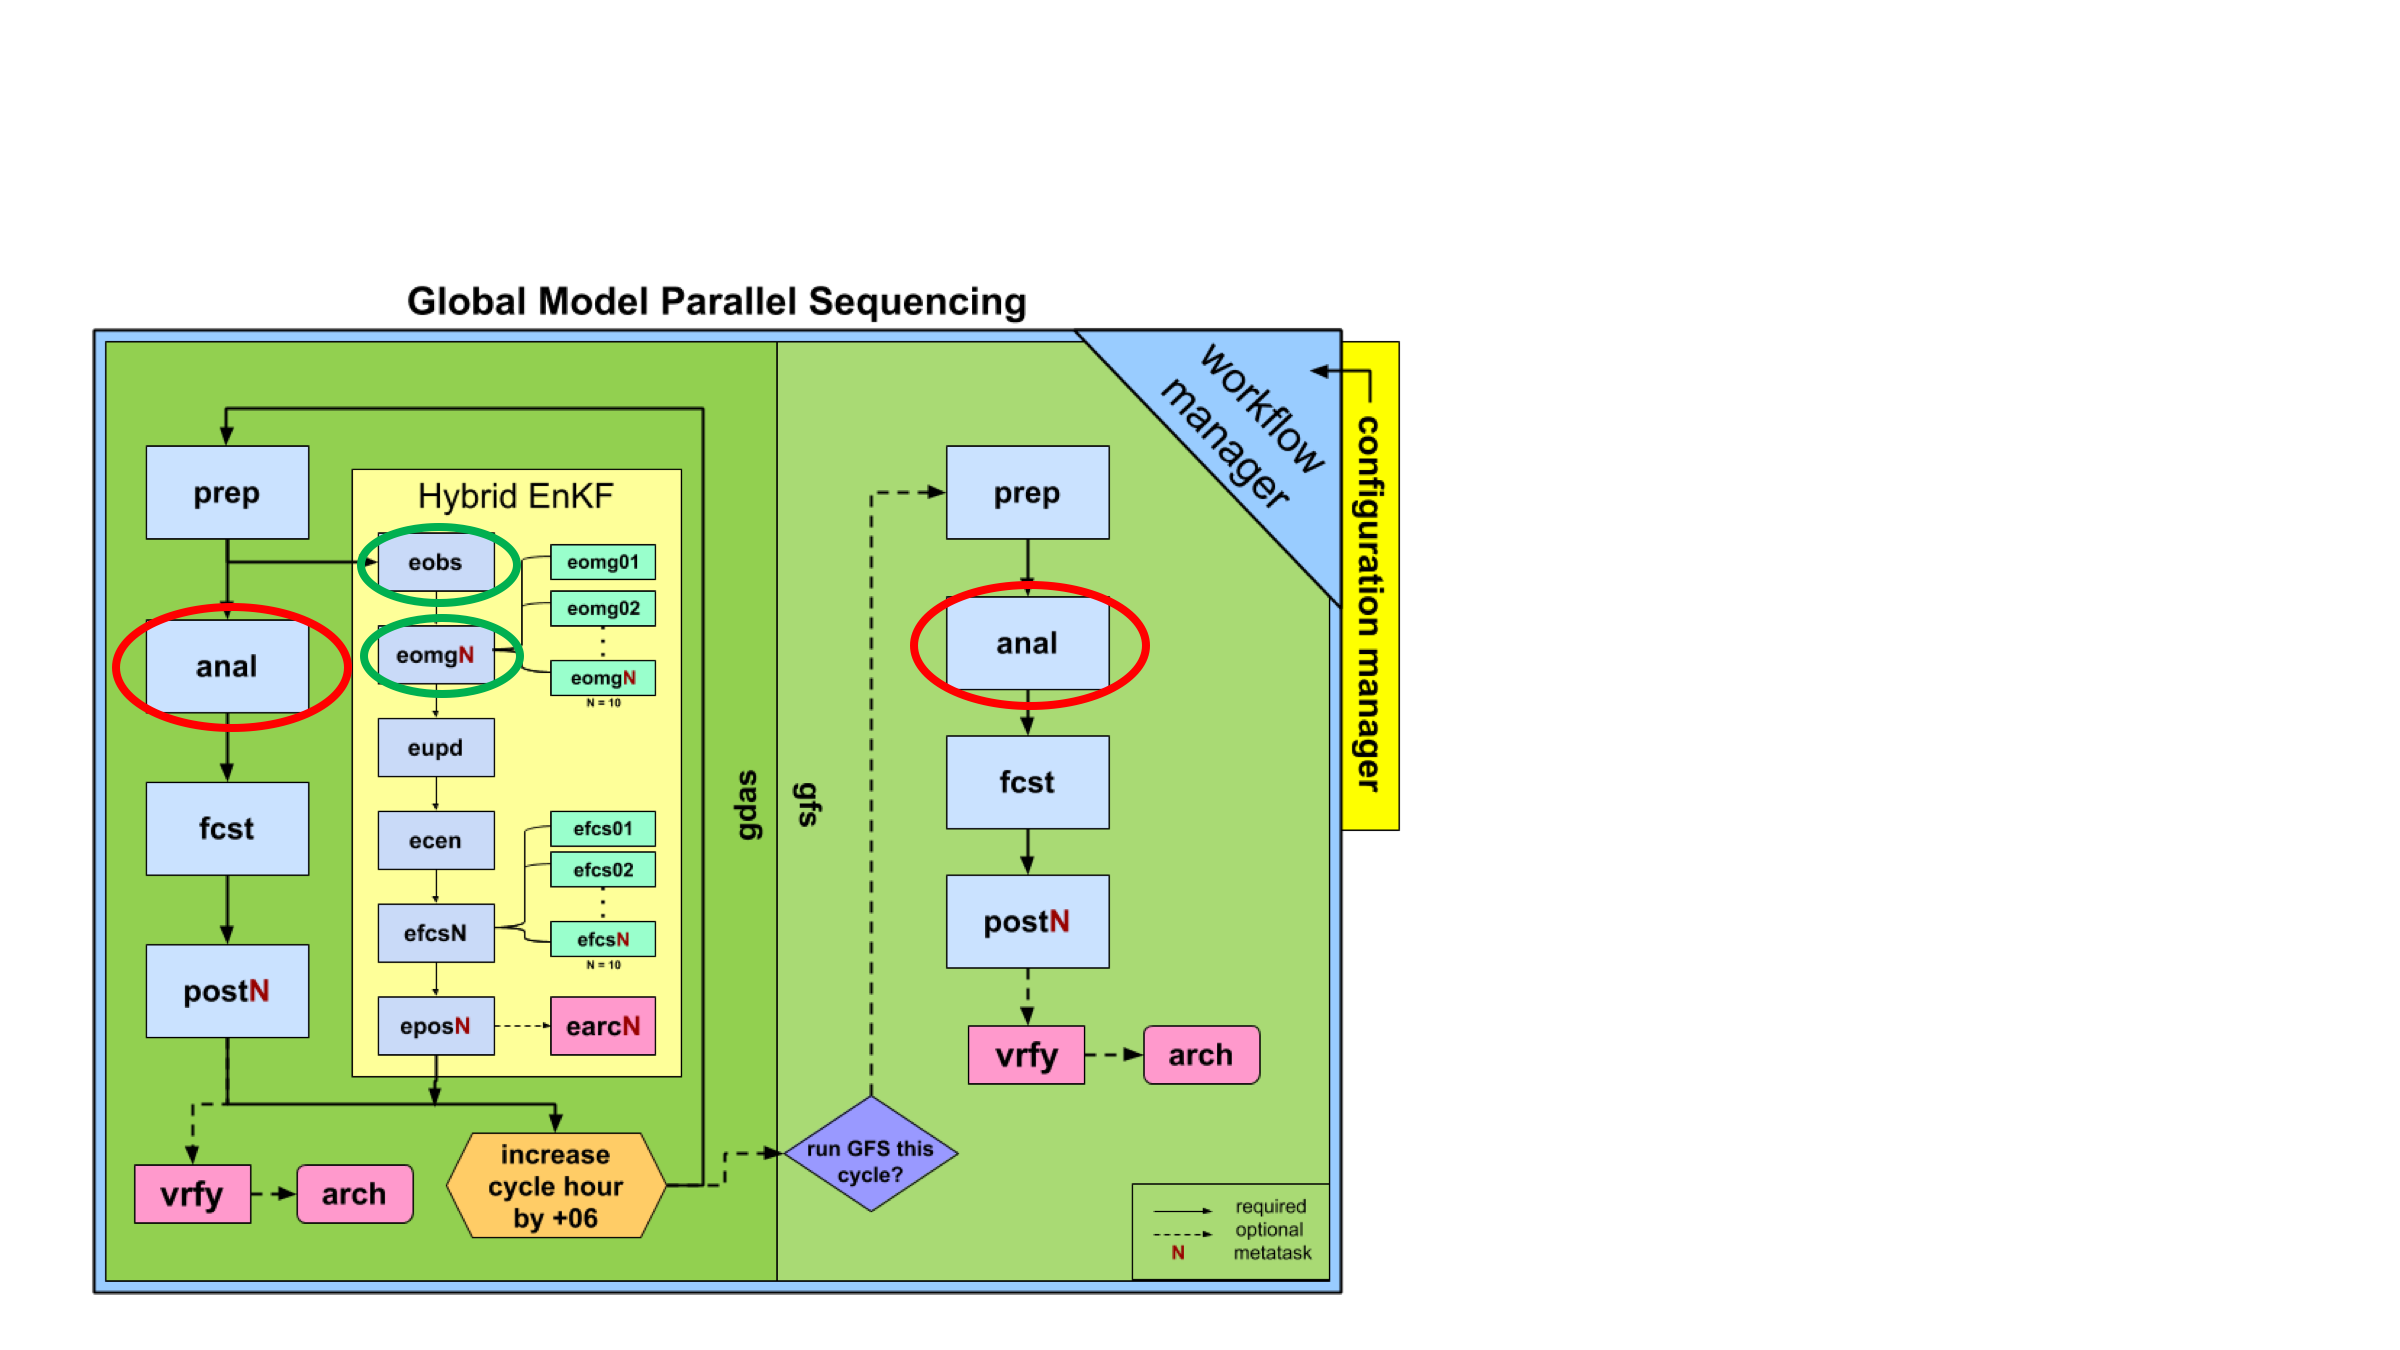 Global Model Parallel Sequencing
workflow
manager
configuration manager
prep
anal
fcst
postN
vrfy
arch
Hybrid EnKF
eobs
eomgN
eupd
ecen
efcsN
eposN
eomg01
eomg02
eomgN
N = 10
efcs01
efcs02
efcsN
N = 10
earcN
increase
cycle hour
by +06
gdas
gfs
run GFS this
cycle?
prep
anal
fcst
postN
vrfy
arch
required
optional
N metatask